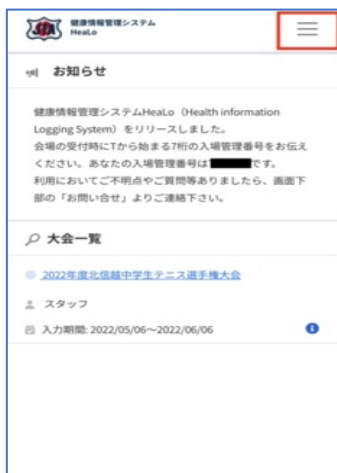 JTA
健康情報管理システム
HeaLo
お知らせ
健康情報管理システムHeaLo（Health information
Logging System）をリリースしました。
会場の受付時にTから始まる7桁の入場管理番号をお伝え
ください。あなたの入場管理番号は です。
利用においてご不明点やご質問等ありましたら、画面下
部の「お問い合せ」よりご連絡下さい。
大会一覧
2022年度北信越中学生テニス選手権大会
スタッフ
入力期間: 2022/05/06～2022/06/06